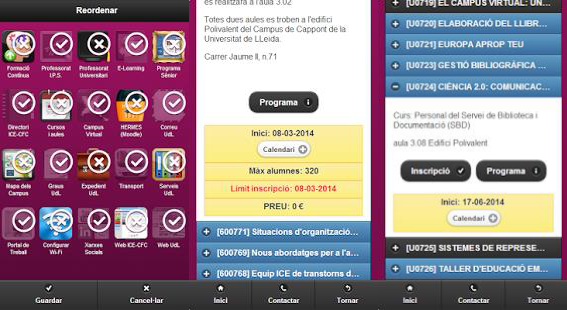 Reordenar
Formació Contínua
Professorat I.P.S.
Professorat Universitari
E-Learning
Programa Sènior
Directori ICE-CFC
Cursos i aules
Campus Virtual
HERMES (Moodle)
Correu UdL
Mapa dels Campus
Graus UdL
Expedient UdL
Transport
Serveis UdL
Portal de Treball
Configurar Wi-Fi
Xarxes Socials
Web ICE-CFC
Web UdL
Guardar
Cancel·lar
es realitzarà a l'aula 3.02
Totes dues aules es troben a l'edifici
Polivalent del Campus de Cappont de la
Universitat de LLeida.
Carrer Jaume II, n.71
Programa
Inici: 08-03-2014
Calendari
Màx alumnes: 320
Límit inscripció: 08-03-2014
PREU: 0 €
[600771] Situacions d'organització...
[600769] Nous abordatges per a l'a...
[600768] Equip ICE de transtorns d...
Inici
Contactar
Tornar
[U0719] EL CAMPUS VIRTUAL: UN...
[U0720] ELABORACIÓ DEL LLIBR...
[U0721] EUROPA APROP TEU
[U0723] GESTIÓ BIBLIOGRÀFICA ...
[U0724] CIÈNCIA 2.0: COMUNICAC...
Curs: Personal del Servei de Biblioteca i
Documentació (SBD)
aula 3.08 Edifici Polivalent
Inscripció
Programa
Inici: 17-06-2014
Calendari
[U0725] SISTEMES DE REPRESE...
[U0726] TALLER D'EDUCACIÓ EM...
Inici
Contactar
Tornar